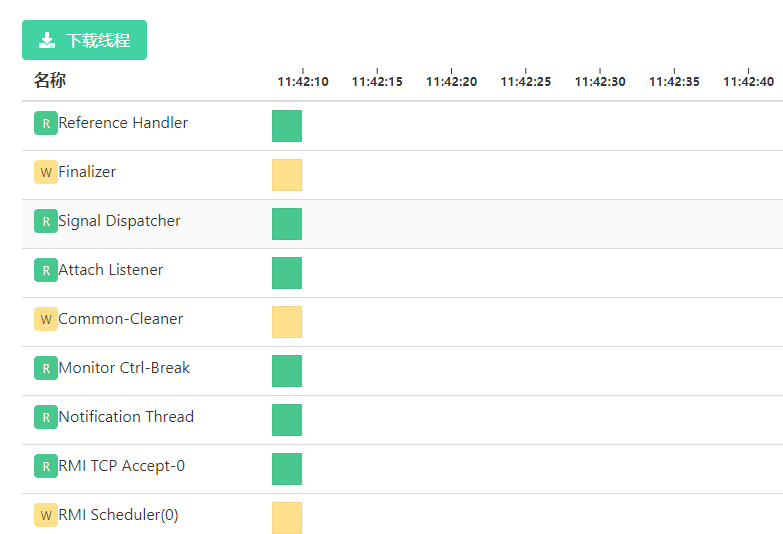 下载线程
名称 11:42:10 11:42:15 11:42:20 11:42:25 11:42:30 11:42:35 11:42:40
R Reference Handler
W Finalizer
R Signal Dispatcher
R Attach Listener
W Common-Cleaner
R Monitor Ctrl-Break
R Notification Thread
R RMI TCP Accept-0
W RMI Scheduler(0)